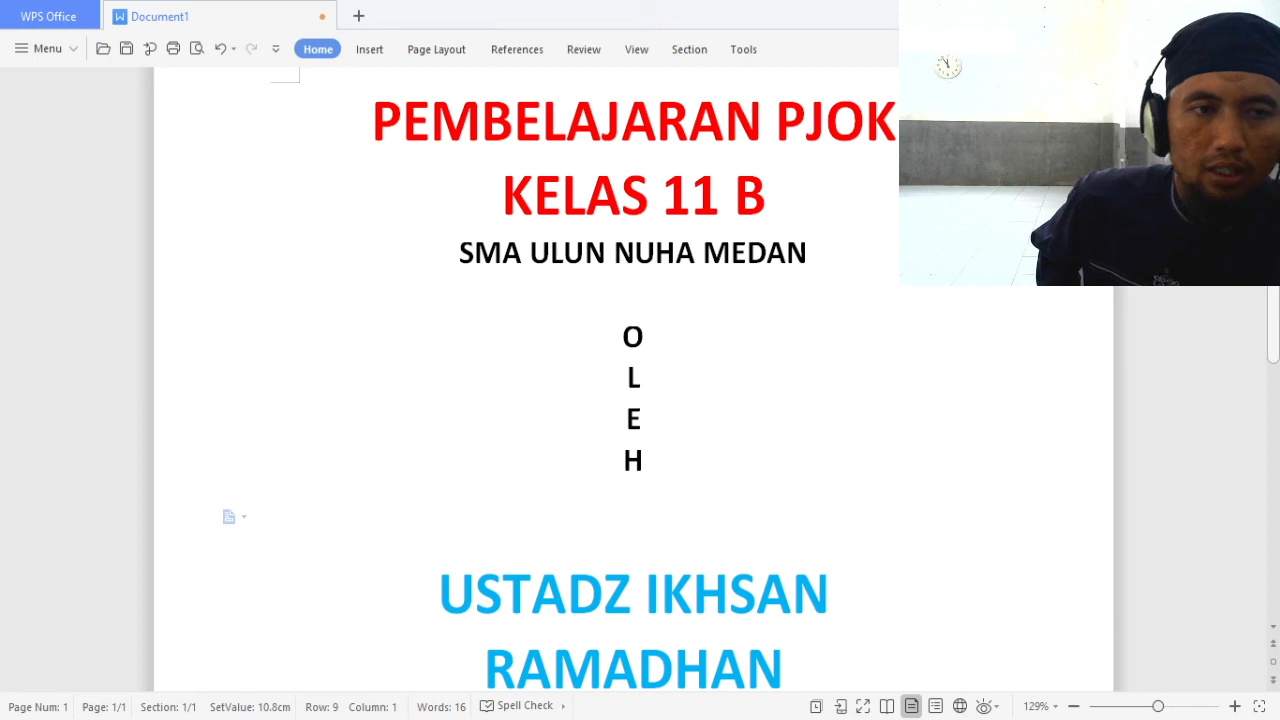 WPS Office
Document1
Menu
Home Insert Page Layout References Review View Section Tools
PEMBELAJARAN PJOK
KELAS 11 B
SMA ULUN NUHA MEDAN
O
L
E
H
USTADZ IKHSAN
RAMADHAN
Page Num: 1 Page: 1/1 Section: 1/1 SetValue: 10.8cm Row: 9 Column: 1 Words: 16 Spell Check 129%